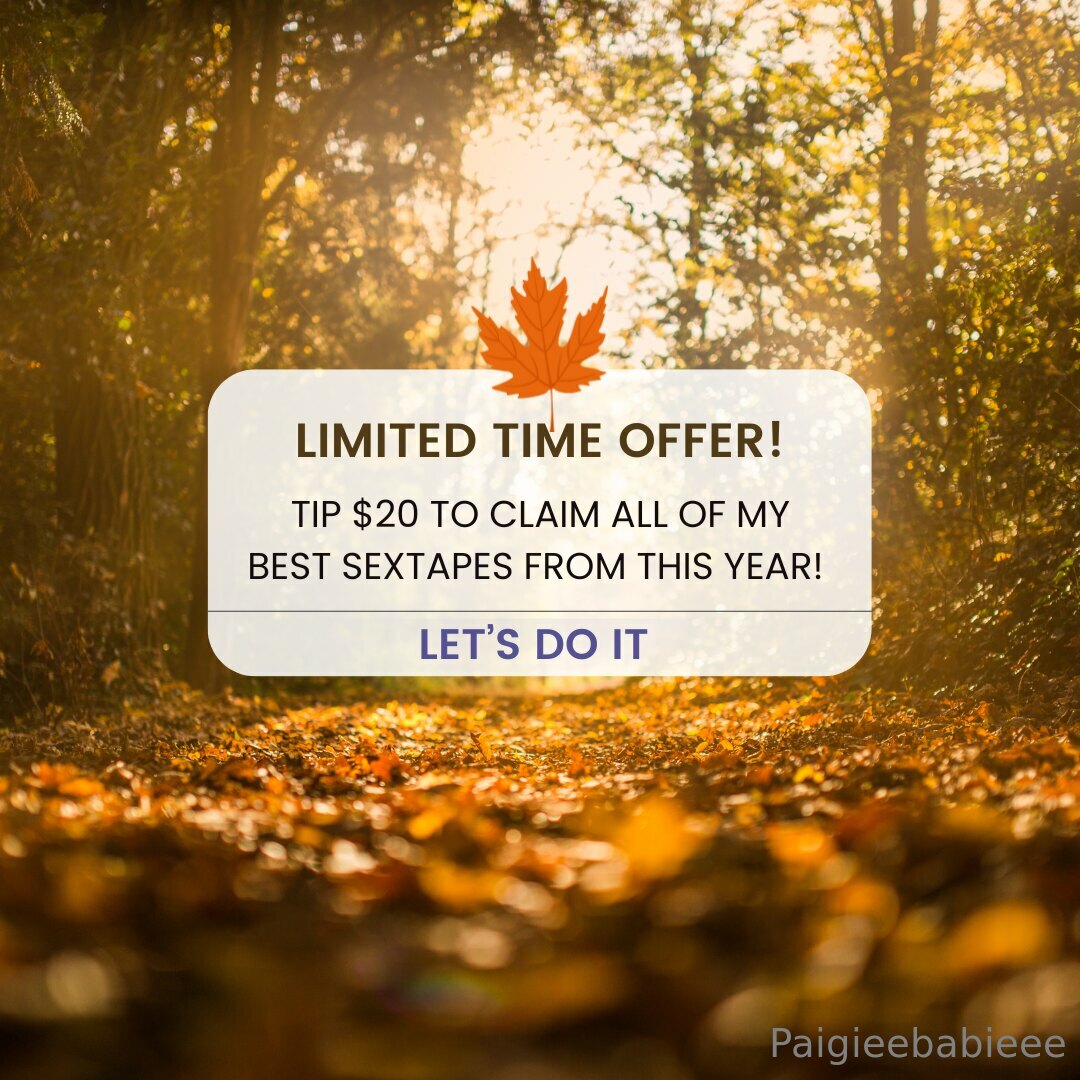 LIMITED TIME OFFER!
TIP $20 TO CLAIM ALL OF MY
BEST SEXTAPES FROM THIS YEAR!
LET’S DO IT
Paigieebabieee